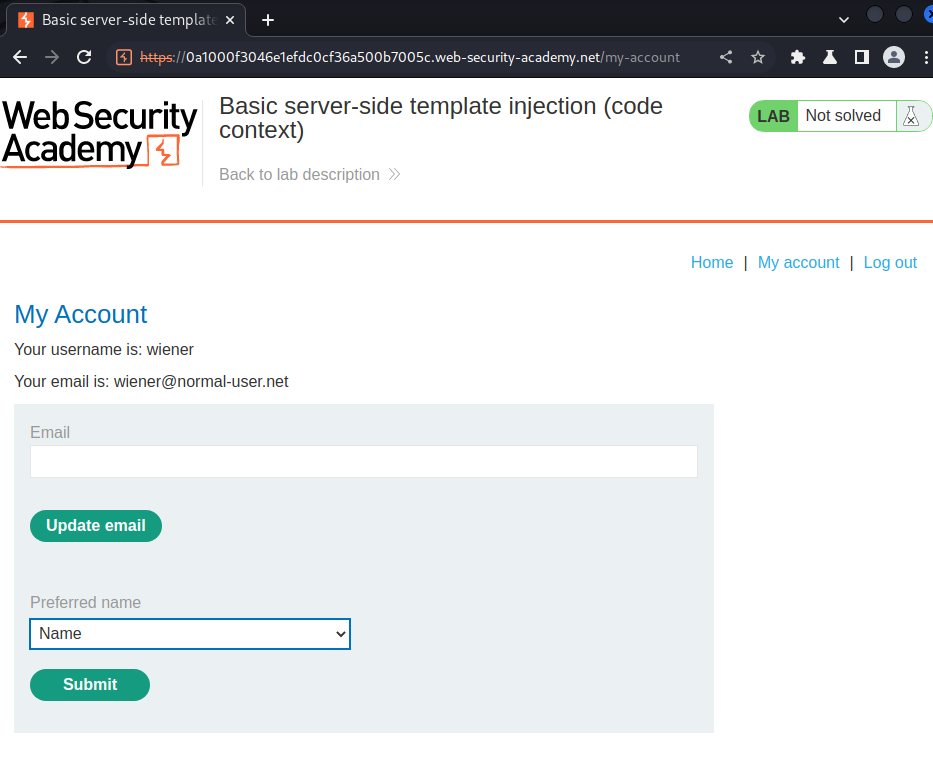 Basic server-side template
https://0a1000f3046e1efdc0cf36a500b7005c.web-security-academy.net/my-account
Web Security
Academy
Basic server-side template injection (code
context)
Back to lab description
LAB Not solved
Home | My account | Log out
My Account
Your username is: wiener
Your email is: wiener@normal-user.net
Email
Update email
Preferred name
Name
Submit